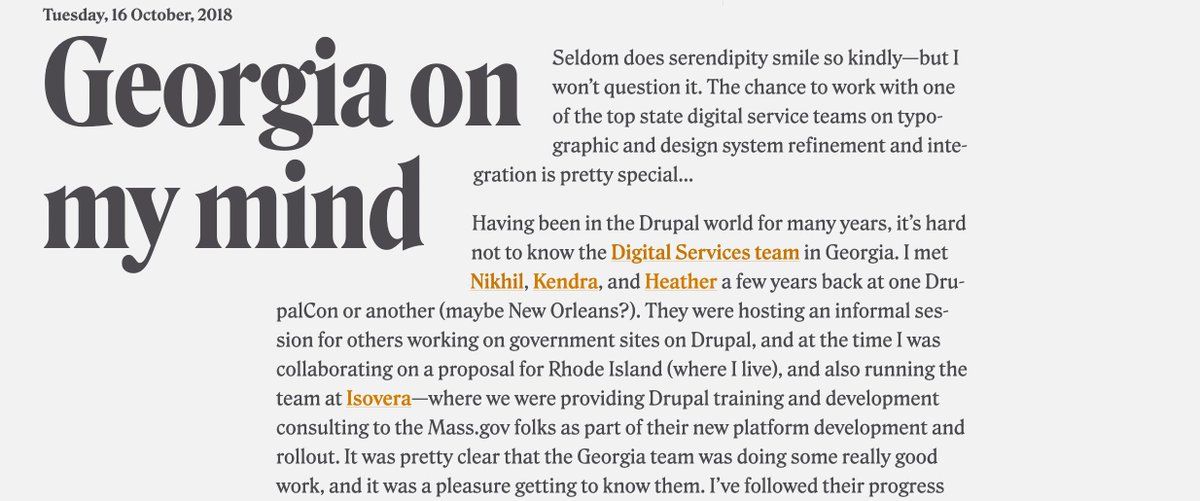 Tuesday, 16 October, 2018
Georgia on
my mind
Seldom does serendipity smile so kindly—but I
won’t question it. The chance to work with one
of the top state digital service teams on typo-
graphic and design system refinement and inte-
gration is pretty special…
Having been in the Drupal world for many years, it’s hard
not to know the Digital Services team in Georgia. I met
Nikhil, Kendra, and Heather a few years back at one Dru-
palCon or another (maybe New Orleans?). They were hosting an informal ses-
sion for others working on government sites on Drupal, and at the time I was
collaborating on a proposal for Rhode Island (where I live), and also running the
team at Isovera—where we were providing Drupal training and development
consulting to the Mass.gov folks as part of their new platform development and
rollout. It was pretty clear that the Georgia team was doing some really good
work, and it was a pleasure getting to know them. I’ve followed their progress